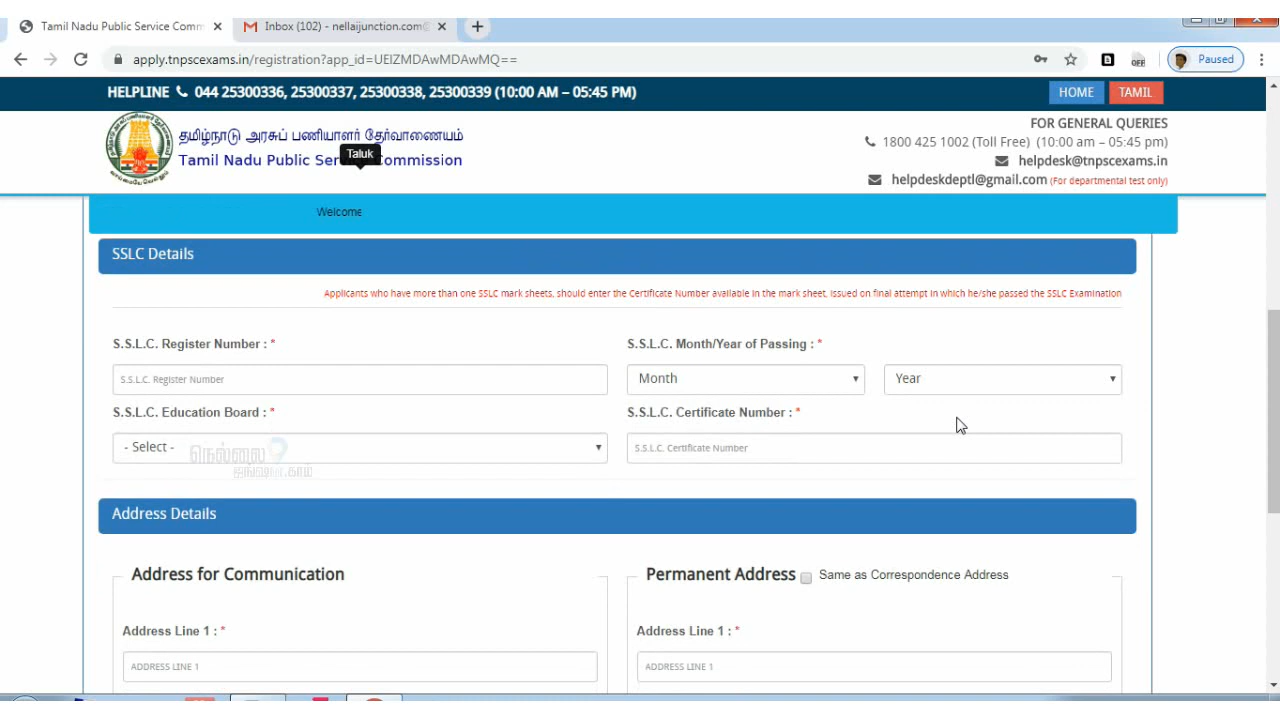 Tamil Nadu Public Service Comm
Inbox (102) - nellaijunction.com@
apply.tnpscexams.in/registration?app_id=UEIZMDAwMDAwMQ==
OFF
Paused
HELPLINE 044 25300336, 25300337, 25300338, 25300339 (10:00 AM – 05:45 PM)
HOME
TAMIL
தமிழ்நாடு அரசுப் பணியாளர் தேர்வாணையம்
Tamil Nadu Public Ser Commission
Taluk
FOR GENERAL QUERIES
1800 425 1002 (Toll Free) (10:00 am – 05:45 pm)
helpdesk@tnpscexams.in
helpdeskdeptl@gmail.com (For departmental test only)
Welcome
SSLC Details
Applicants who have more than one SSLC mark sheets, should enter the Certificate Number available in the mark sheet, issued on final attempt in which he/she passed the SSLC Examination
S.S.L.C. Register Number : *
S.S.L.C. Month/Year of Passing : *
S.S.L.C. Register Number
Month
Year
S.S.L.C. Education Board : *
S.S.L.C. Certificate Number : *
- Select -
S.S.L.C. Certificate Number
நெல்லை
ஜங்ஷன்.காம்
Address Details
Address for Communication
Permanent Address
Same as Correspondence Address
Address Line 1 : *
Address Line 1 : *
ADDRESS LINE 1
ADDRESS LINE 1